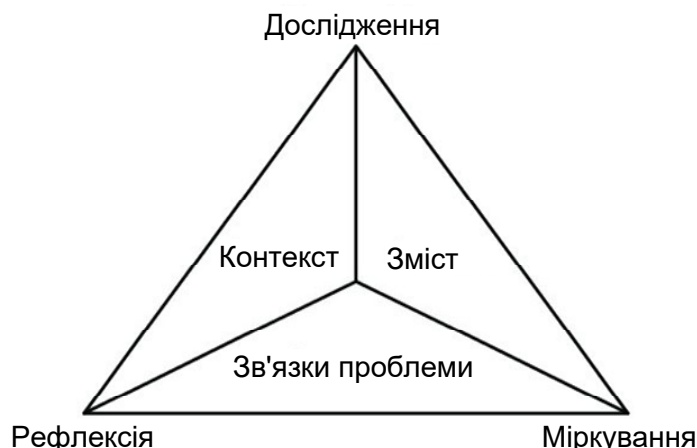 Дослідження
Контекст
Зміст
Зв'язки проблеми
Рефлексія
Міркування